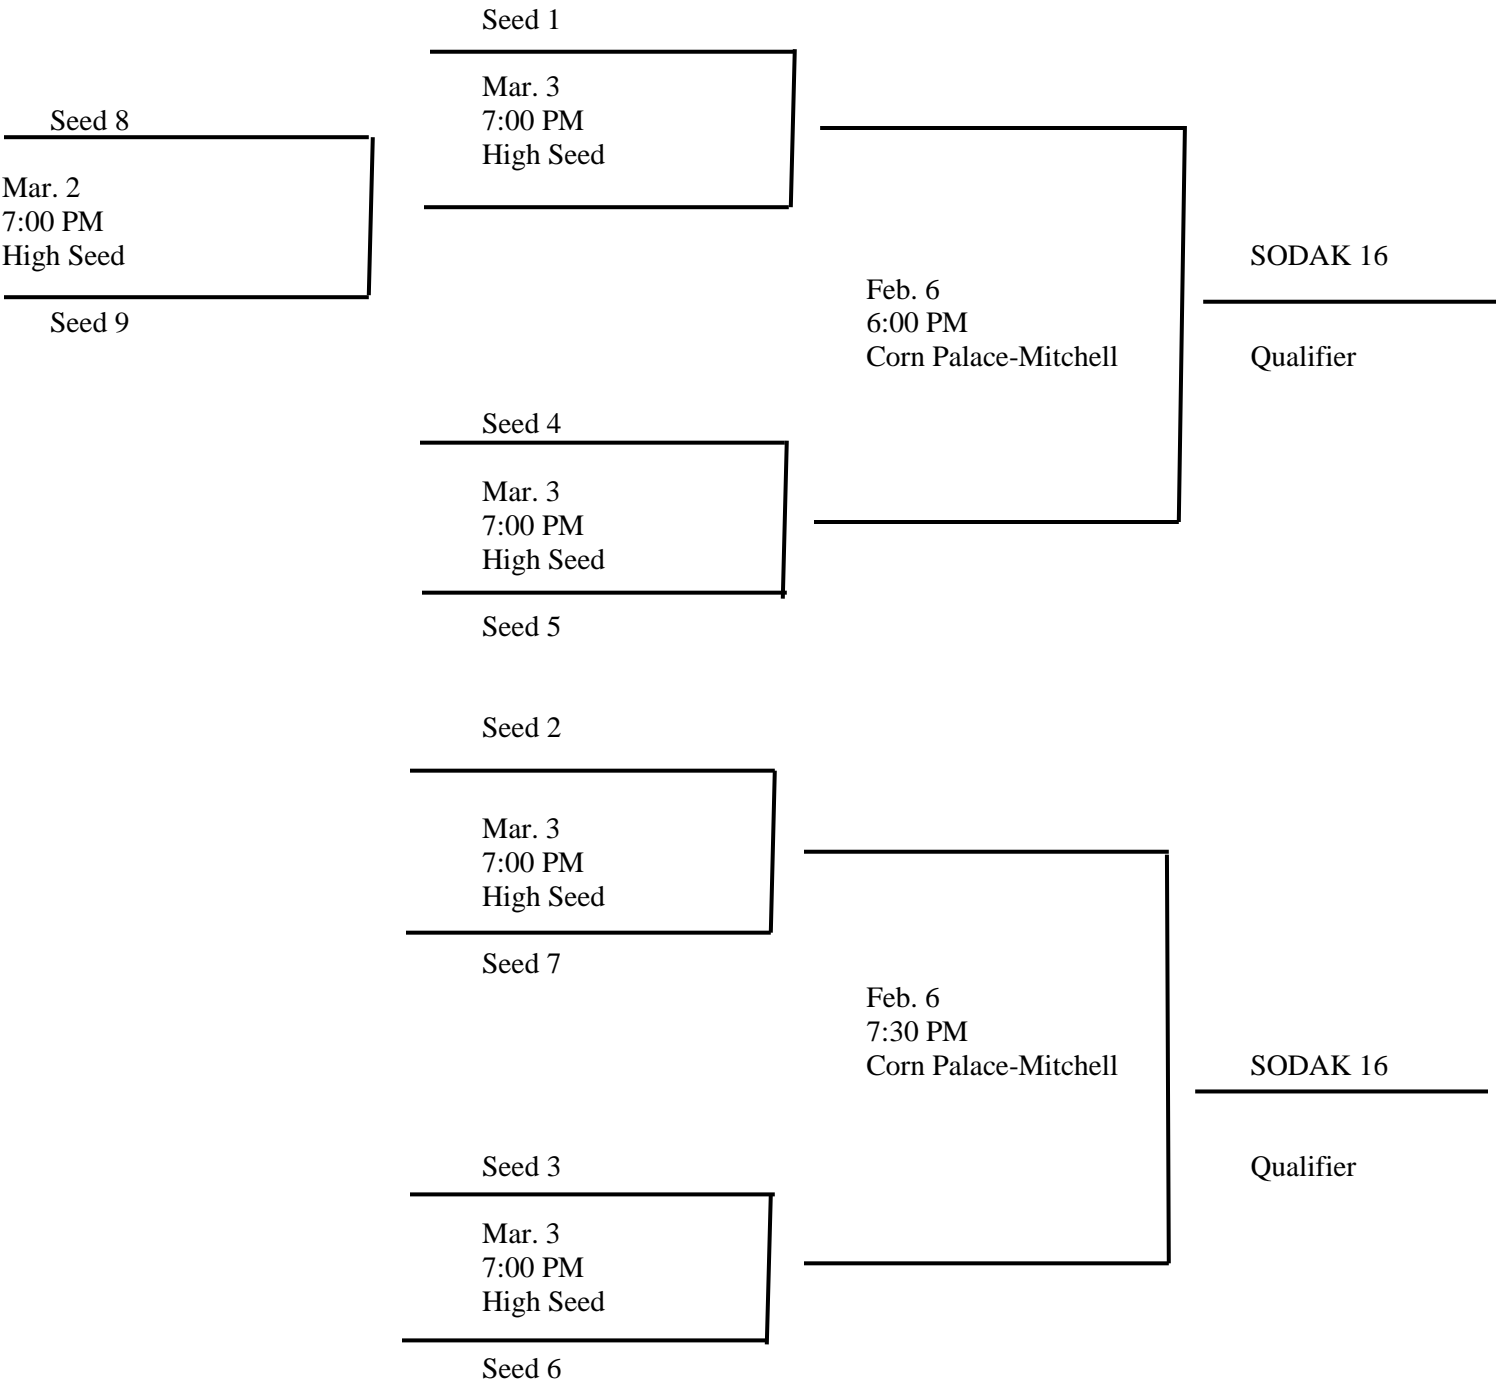 Seed 1
Mar. 3
7:00 PM
High Seed
Seed 8
Mar. 2
7:00 PM
High Seed
Seed 9
Feb. 6
6:00 PM
Corn Palace-Mitchell
SODAK 16
Qualifier
Seed 4
Mar. 3
7:00 PM
High Seed
Seed 5
Seed 2
Mar. 3
7:00 PM
High Seed
Seed 7
Feb. 6
7:30 PM
Corn Palace-Mitchell
SODAK 16
Qualifier
Seed 3
Mar. 3
7:00 PM
High Seed
Seed 6